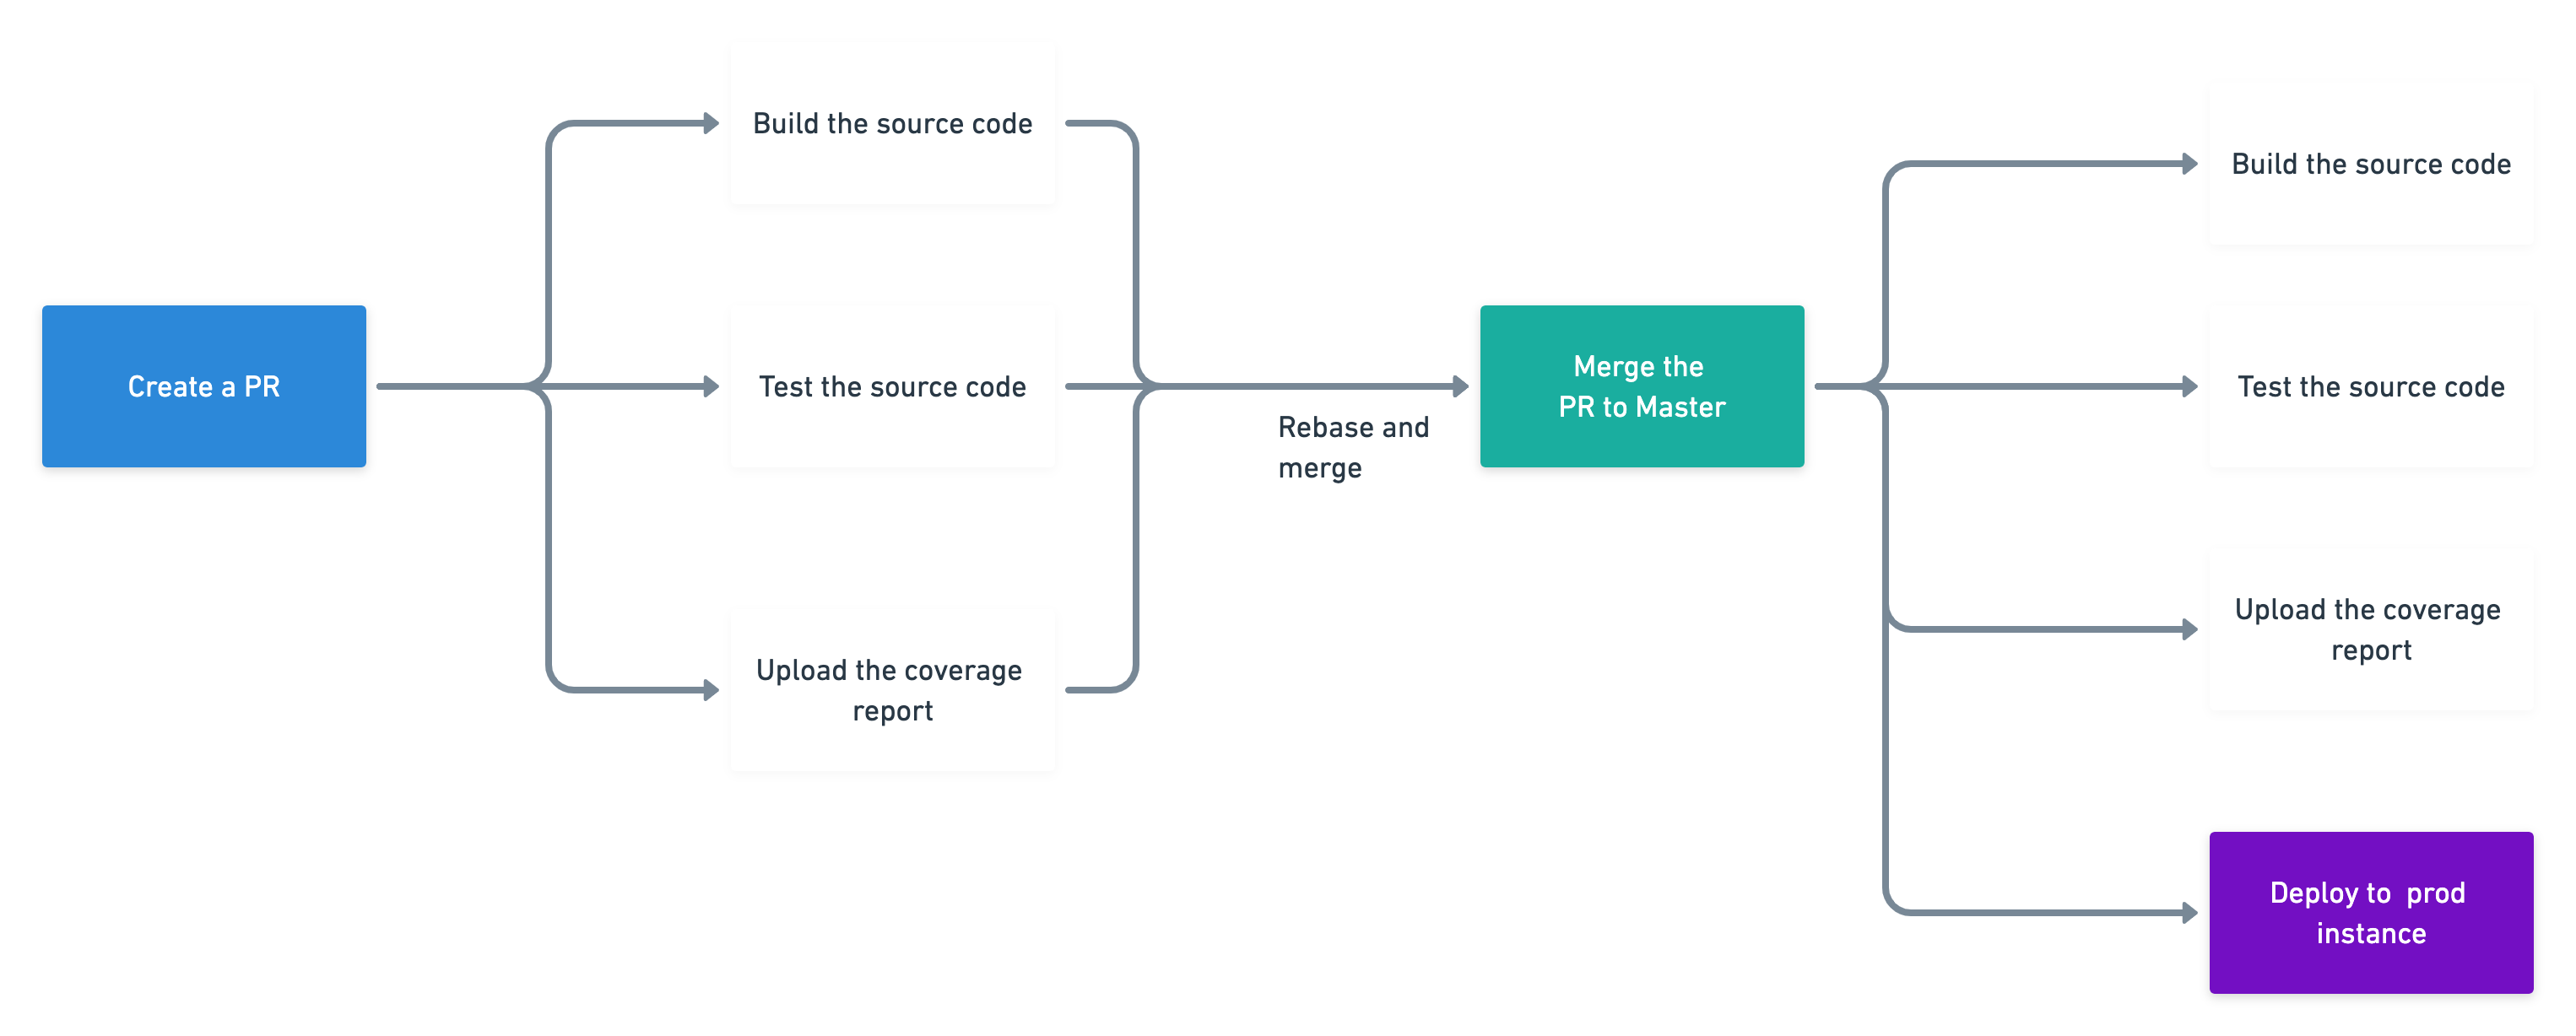 Create a PR
Build the source code
Test the source code
Upload the coverage
report
Rebase and
merge
Merge the
PR to Master
Build the source code
Test the source code
Upload the coverage
report
Deploy to  prod
instance